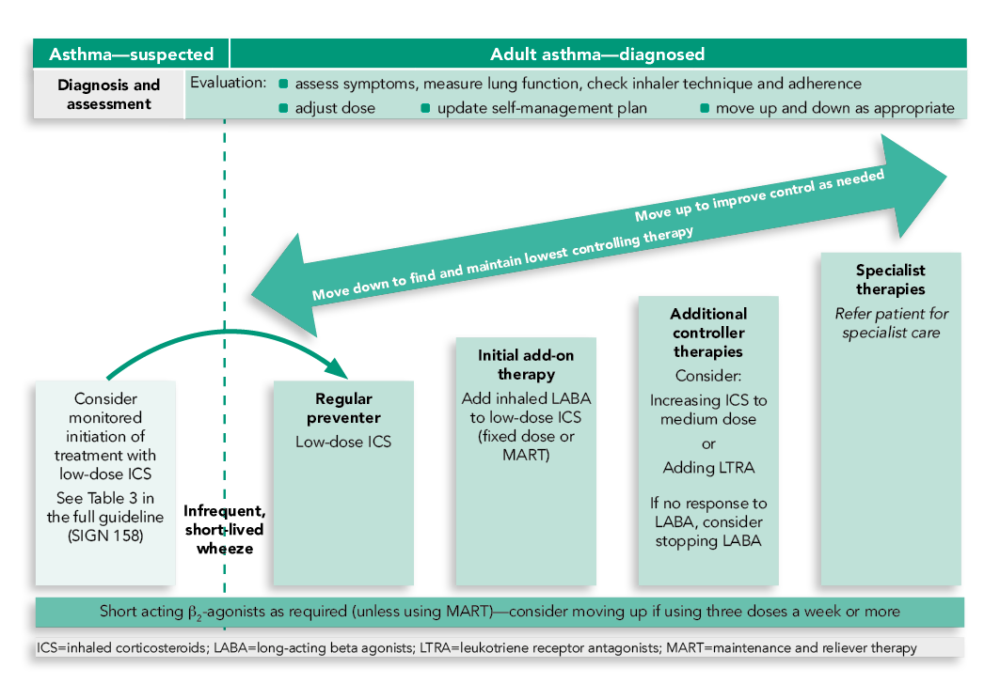 Asthma—suspected
Adult asthma—diagnosed
Diagnosis and
assessment
Evaluation:
assess symptoms, measure lung function, check inhaler technique and adherence
adjust dose
update self-management plan
move up and down as appropriate
Move up to improve control as needed
Move down to find and maintain lowest controlling therapy
Consider
monitored
initiation of
treatment with
low-dose ICS
See Table 3 in
the full guideline
(SIGN 158)
Infrequent,
short-lived
wheeze
Regular
preventer
Low-dose ICS
Initial add-on
therapy
Add inhaled LABA
to low-dose ICS
(fixed dose or
MART)
Additional
controller
therapies
Consider:
Increasing ICS to
medium dose
or
Adding LTRA
If no response to
LABA, consider
stopping LABA
Specialist
therapies
Refer patient for
specialist care
Short acting β₂-agonists as required (unless using MART)—consider moving up if using three doses a week or more
ICS=inhaled corticosteroids; LABA=long-acting beta agonists; LTRA=leukotriene receptor antagonists; MART=maintenance and reliever therapy